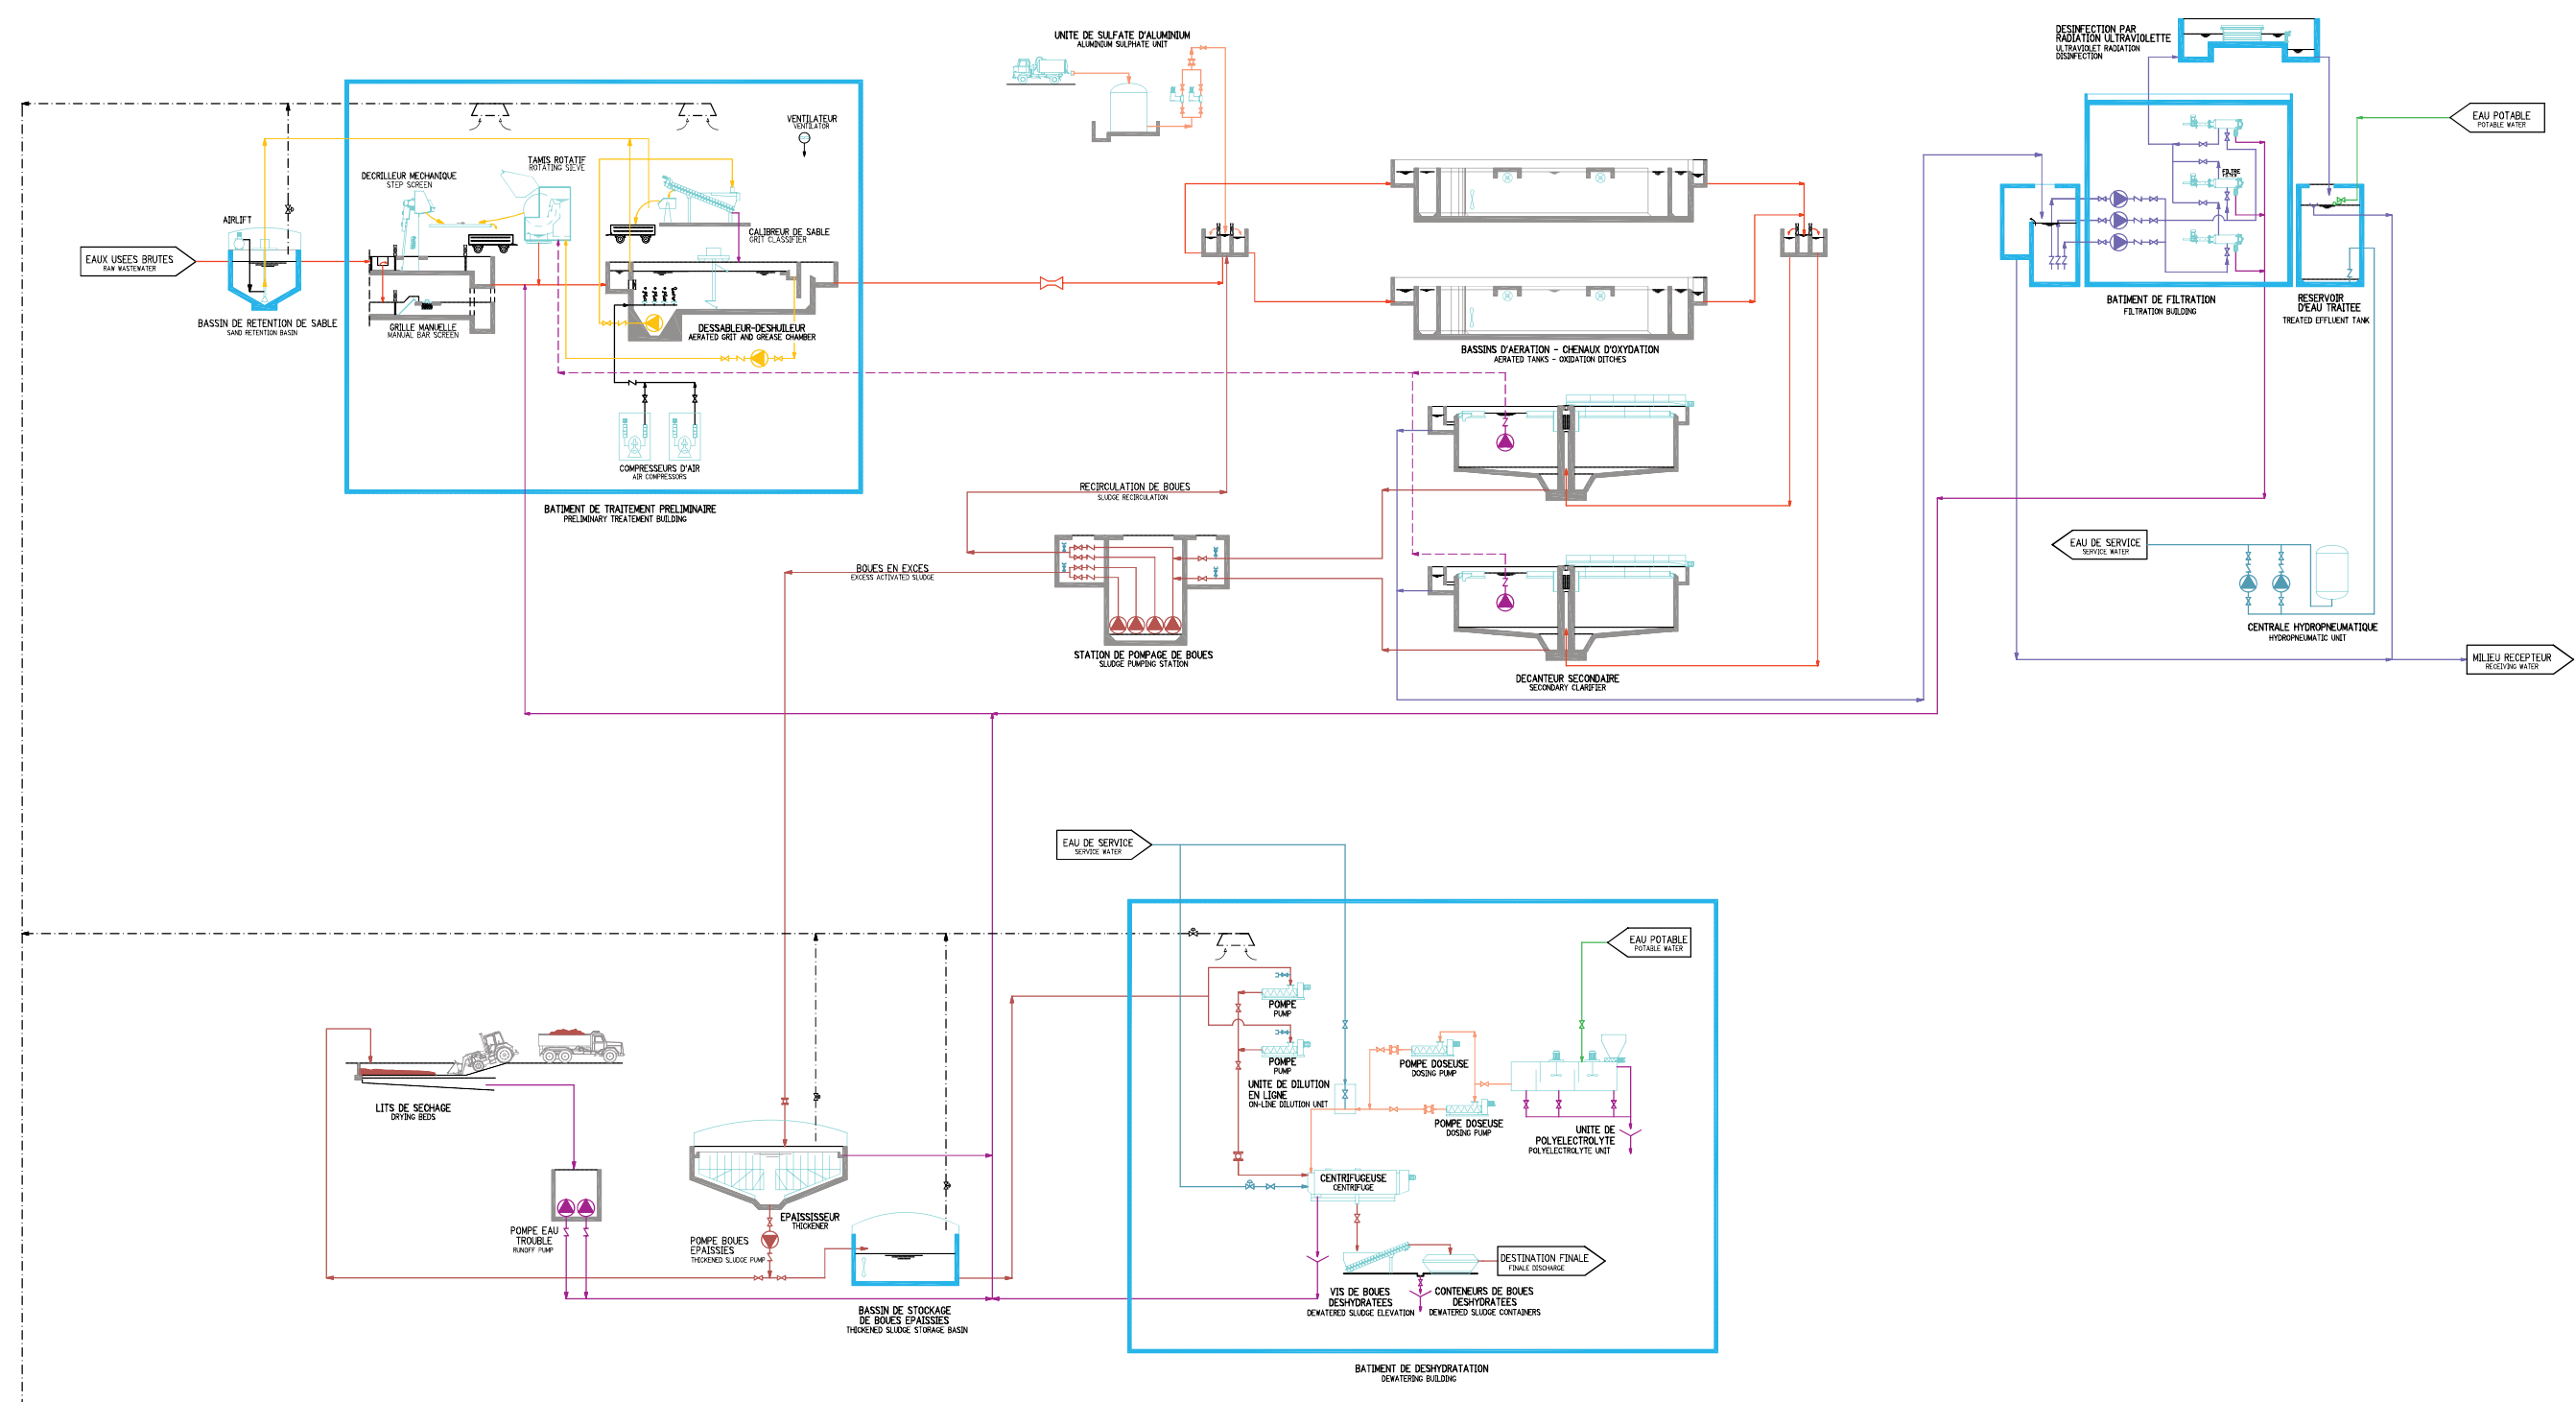 UNITE DE SULFATE D'ALUMINIUM
ALUMINIUM SULPHATE UNIT
DESINFECTION PAR
RADIATION ULTRAVIOLETTE
ULTRAVIOLET RADIATION
DISINFECTION
EAU POTABLE
POTABLE WATER
VENTILATEUR
VENTILATOR
TAMIS ROTATIF
ROTATING SIEVE
DECRILLEUR MECHANIQUE
STEP SCREEN
AIRLIFT
CALIBREUR DE SABLE
GRIT CLASSIFIER
EAUX USEES BRUTES
RAW WASTEWATER
BASSIN DE RETENTION DE SABLE
SAND RETENTION BASIN
GRILLE MANUELLE
MANUAL BAR SCREEN
DESSABLEUR-DESHUILEUR
AERATED GRIT AND GREASE CHAMBER
COMPRESSEURS D'AIR
AIR COMPRESSORS
BATIMENT DE TRAITEMENT PRELIMINAIRE
PRELIMINARY TREATEMENT BUILDING
BASSINS D'AERATION - CHENAUX D'OXYDATION
AERATED TANKS - OXIDATION DITCHES
FILTRE
BATIMENT DE FILTRATION
FILTRATION BUILDING
RESERVOIR
D'EAU TRAITEE
TREATED EFFLUENT TANK
RECIRCULATION DE BOUES
SLUDGE RECIRCULATION
BOUES EN EXCES
EXCESS ACTIVATED SLUDGE
STATION DE POMPAGE DE BOUES
SLUDGE PUMPING STATION
DECANTEUR SECONDAIRE
SECONDARY CLARIFIER
EAU DE SERVICE
SERVICE WATER
CENTRALE HYDROPNEUMATIQUE
HYDROPNEUMATIC UNIT
MILIEU RECEPTEUR
RECEIVING WATER
EAU DE SERVICE
SERVICE WATER
EAU POTABLE
POTABLE WATER
POMPE
PUMP
POMPE
PUMP
POMPE DOSEUSE
DOSING PUMP
UNITE DE DILUTION
EN LIGNE
ON-LINE DILUTION UNIT
POMPE DOSEUSE
DOSING PUMP
UNITE DE
POLYELECTROLYTE
POLYELECTROLYTE UNIT
LITS DE SECHAGE
DRYING BEDS
CENTRIFUGEUSE
CENTRIFUGE
POMPE EAU
TROUBLE
RUNOFF PUMP
EPAISSISSEUR
THICKENER
POMPE BOUES
EPAISSIES
THICKENED SLUDGE PUMP
DESTINATION FINALE
FINALE DISCHARGE
VIS DE BOUES
DESHYDRATEES
DEWATERED SLUDGE ELEVATION
CONTENEURS DE BOUES
DESHYDRATEES
DEWATERED SLUDGE CONTAINERS
BASSIN DE STOCKAGE
DE BOUES EPAISSIES
THICKENED SLUDGE STORAGE BASIN
BATIMENT DE DESHYDRATATION
DEWATERING BUILDING